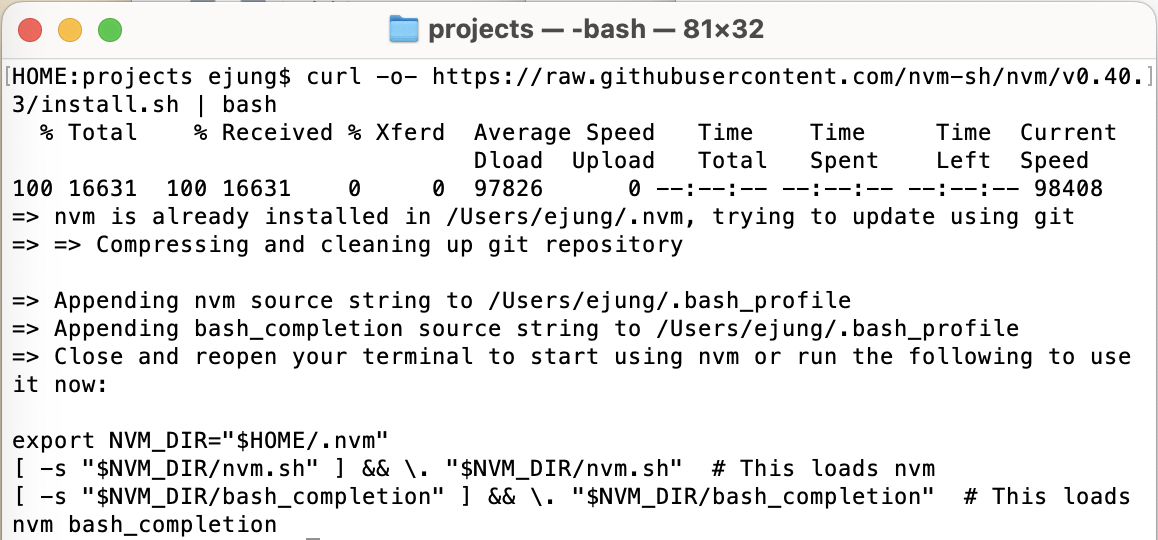 projects — -bash — 81×32
[HOME:projects ejung$ curl -o- https://raw.githubusercontent.com/nvm-sh/nvm/v0.40.]
3/install.sh | bash
  % Total    % Received % Xferd  Average Speed   Time    Time     Time  Current
                                 Dload  Upload   Total   Spent    Left  Speed
100 16631  100 16631    0     0  97826      0 --:--:-- --:--:-- --:--:-- 98408
=> nvm is already installed in /Users/ejung/.nvm, trying to update using git
=> => Compressing and cleaning up git repository

=> Appending nvm source string to /Users/ejung/.bash_profile
=> Appending bash_completion source string to /Users/ejung/.bash_profile
=> Close and reopen your terminal to start using nvm or run the following to use
it now:

export NVM_DIR="$HOME/.nvm"
[ -s "$NVM_DIR/nvm.sh" ] && \. "$NVM_DIR/nvm.sh"  # This loads nvm
[ -s "$NVM_DIR/bash_completion" ] && \. "$NVM_DIR/bash_completion"  # This loads
nvm bash_completion